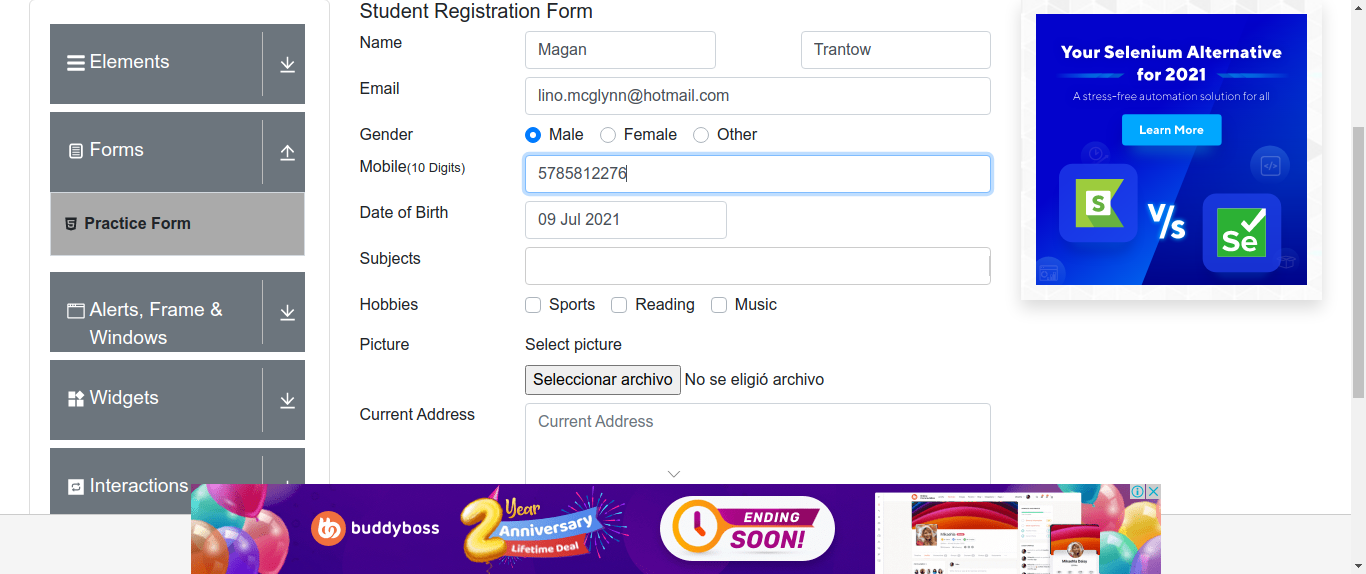 Student Registration Form
Elements
Forms
Practice Form
Alerts, Frame &
Windows
Widgets
Interactions
Name
Magan
Trantow
Email
lino.mcglynn@hotmail.com
Gender
Male
Female
Other
Mobile(10 Digits)
5785812276
Date of Birth
09 Jul 2021
Subjects
Hobbies
Sports
Reading
Music
Picture
Select picture
Seleccionar archivo
No se eligió archivo
Current Address
Current Address
Your Selenium Alternative
for 2021
A stress-free automation solution for all
Learn More
S
V/s
Se
buddyboss
2 Year
Anniversary
Lifetime Deal
ENDING
SOON!